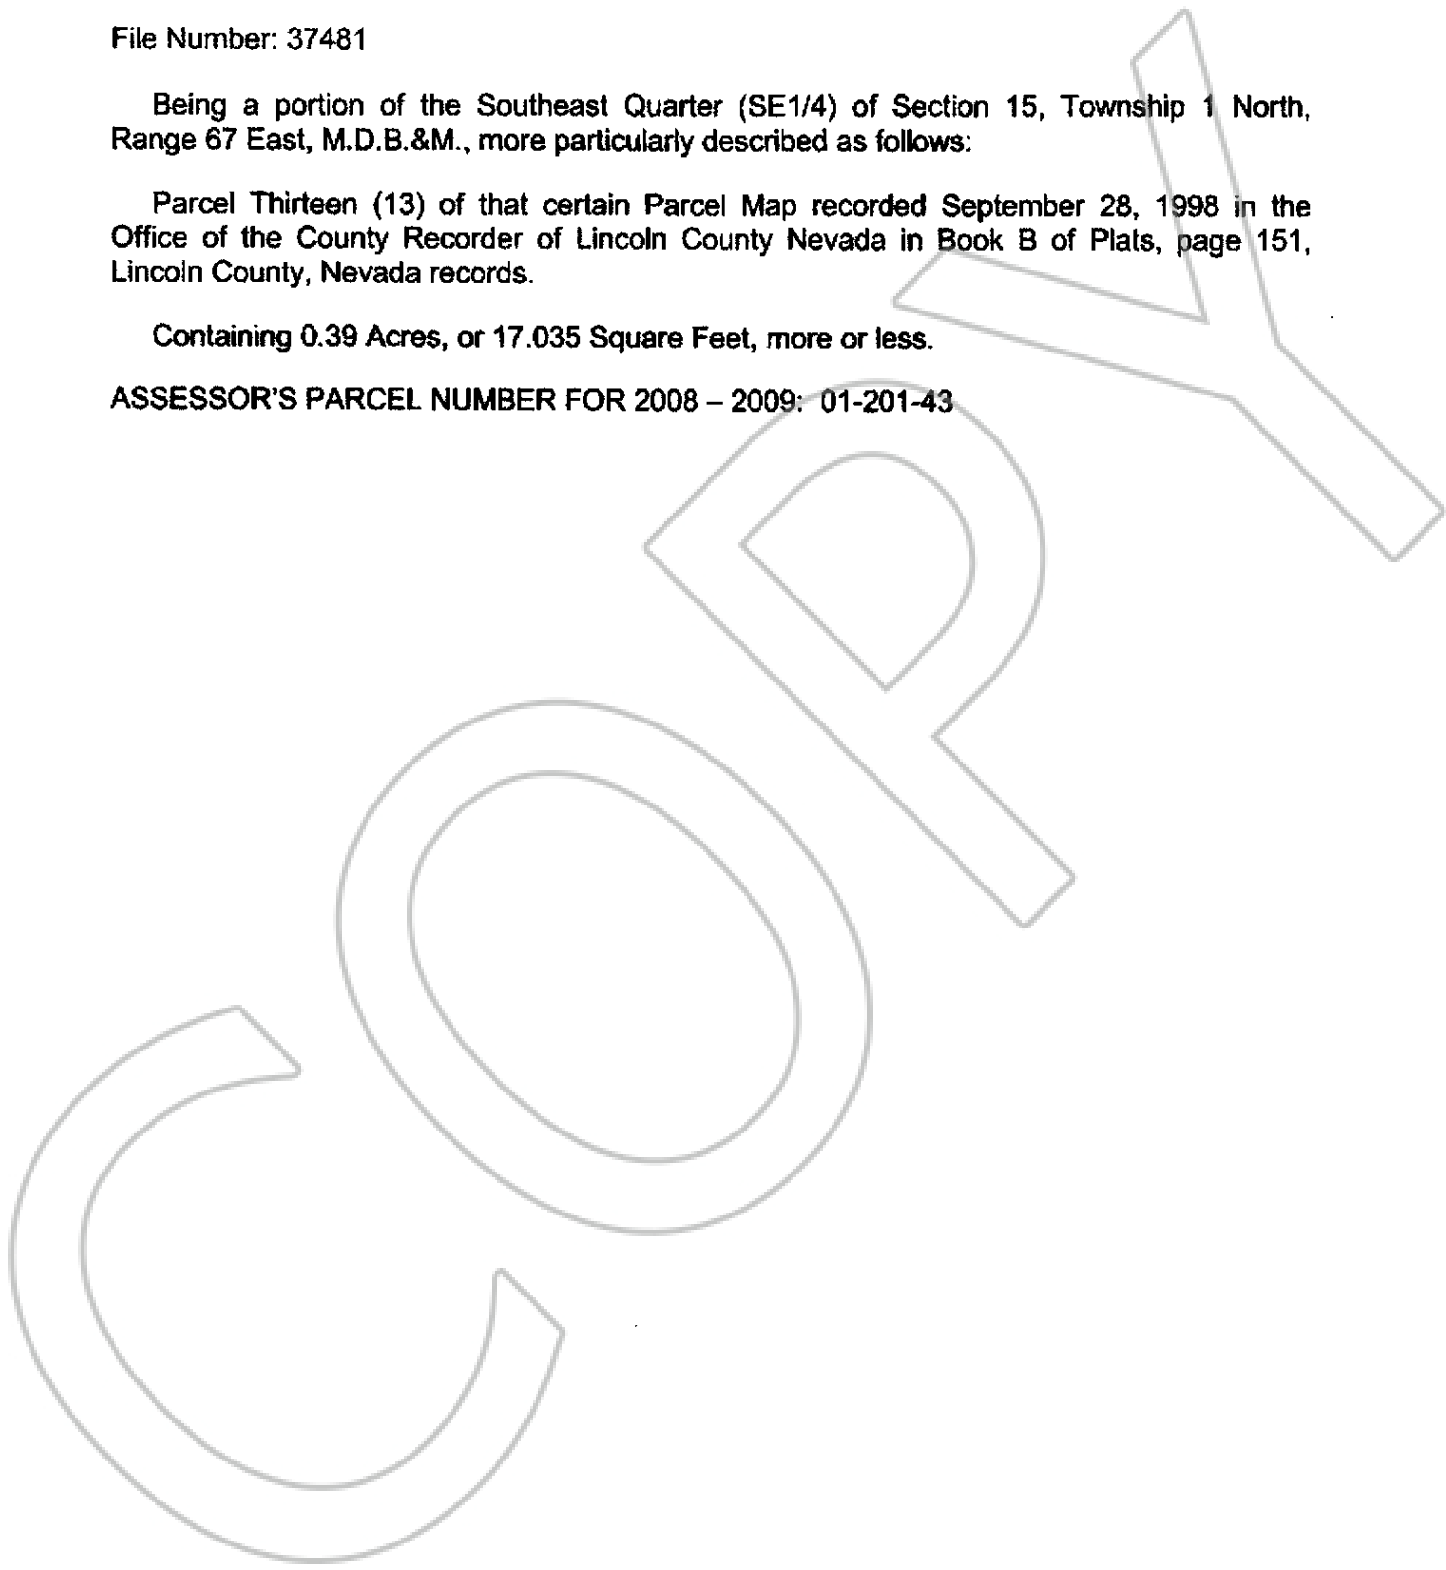 File Number: 37481
Being a portion of the Southeast Quarter (SE1/4) of Section 15, Township 1 North,
Range 67 East, M.D.B.&M., more particularly described as follows:
Parcel Thirteen (13) of that certain Parcel Map recorded September 28, 1998 in the
Office of the County Recorder of Lincoln County Nevada in Book B of Plats, page 151,
Lincoln County, Nevada records.
Containing 0.39 Acres, or 17.035 Square Feet, more or less.
ASSESSOR'S PARCEL NUMBER FOR 2008 – 2009: 01-201-43
COPY